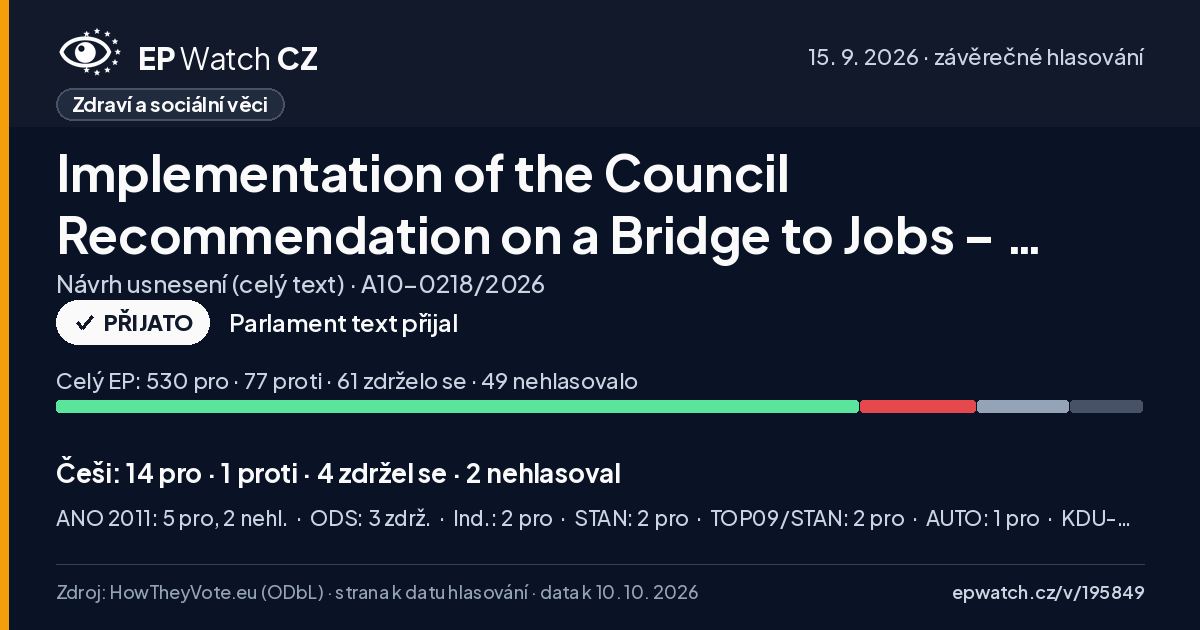 EP Watch CZ
15. 9. 2026 · závěrečné hlasování
Zdraví a sociální věci
Implementation of the Council
Recommendation on a Bridge to Jobs – …
Návrh usnesení (celý text) · A10–0218/2026
✓ PŘIJATO Parlament text přijal
Celý EP: 530 pro · 77 proti · 61 zdrželo se · 49 nehlasovalo
Češi: 14 pro · 1 proti · 4 zdržel se · 2 nehlasoval
ANO 2011: 5 pro, 2 nehl. · ODS: 3 zdrž. · Ind.: 2 pro · STAN: 2 pro · TOP09/STAN: 2 pro · AUTO: 1 pro · KDU-…
Zdroj: HowTheyVote.eu (ODbL) · strana k datu hlasování · data k 10. 10. 2026
epwatch.cz/v/195849